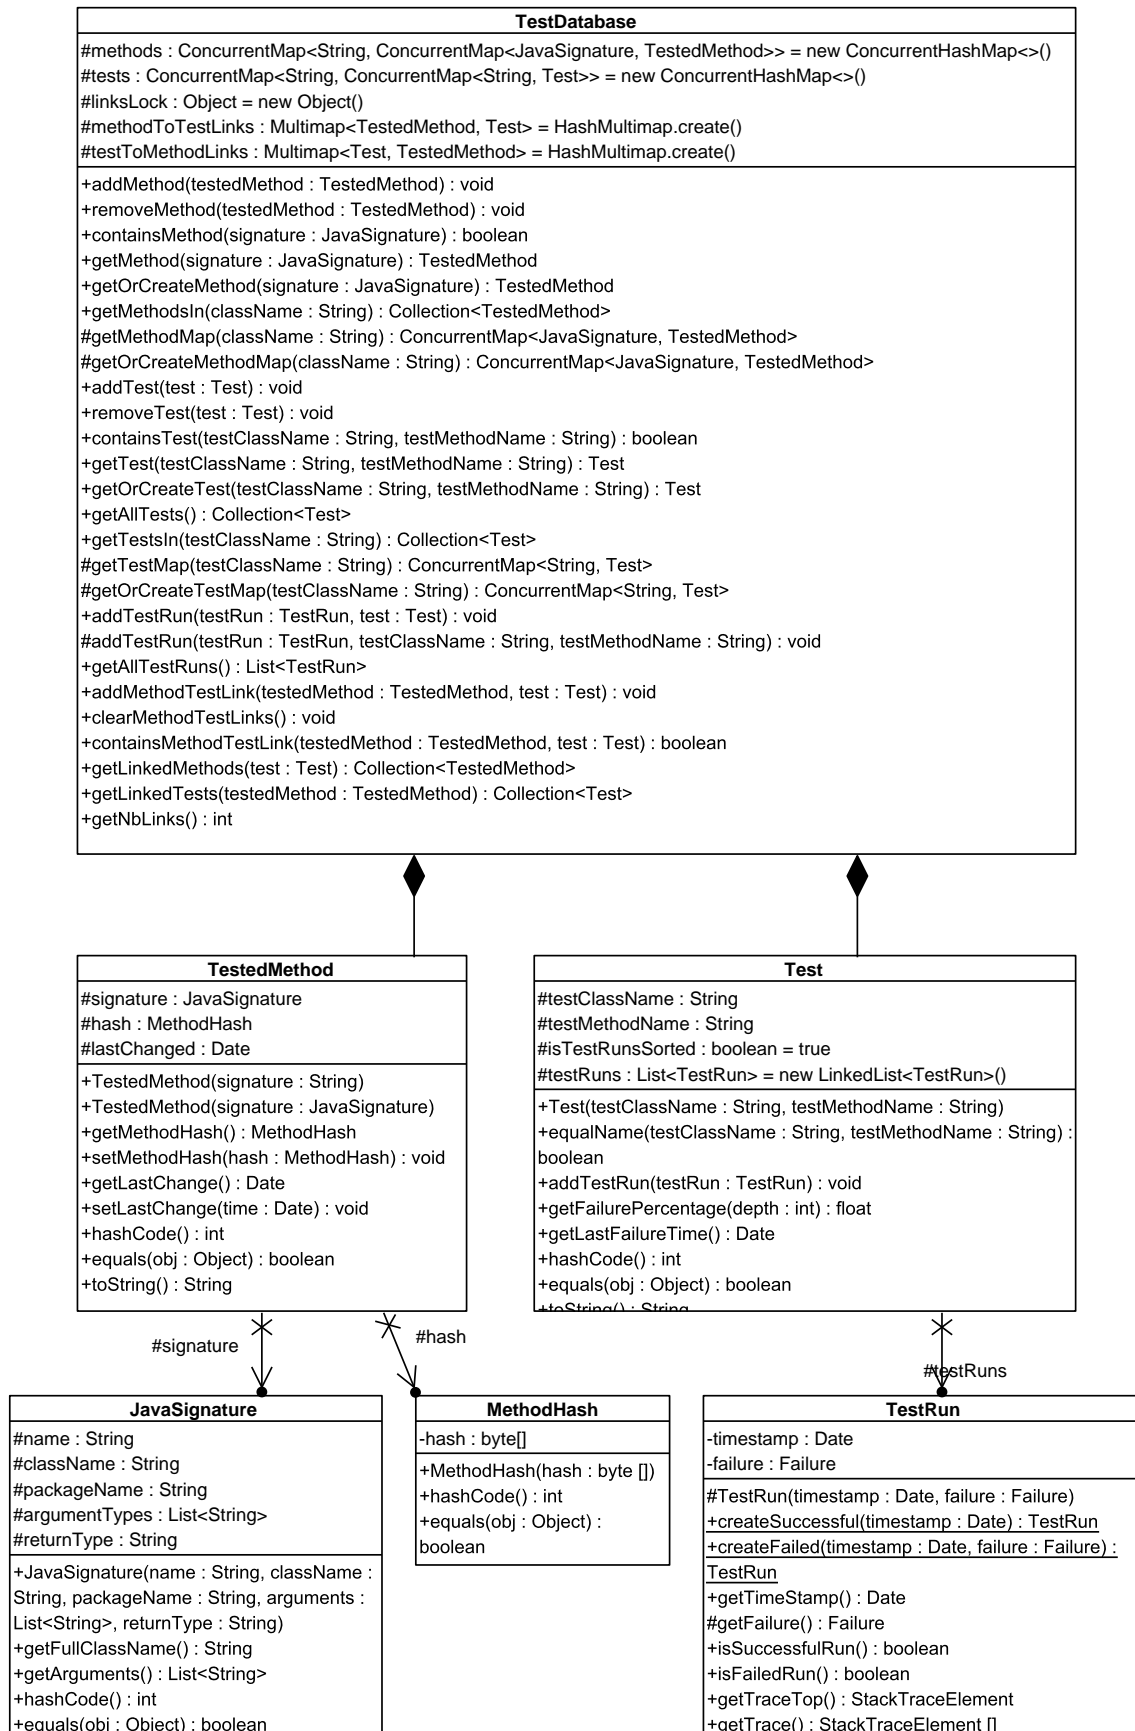 TestDatabase
#methods : ConcurrentMap<String, ConcurrentMap<JavaSignature, TestedMethod>> = new ConcurrentHashMap<>()
#tests : ConcurrentMap<String, ConcurrentMap<String, Test>> = new ConcurrentHashMap<>()
#linksLock : Object = new Object()
#methodToTestLinks : Multimap<TestedMethod, Test> = HashMultimap.create()
#testToMethodLinks : Multimap<Test, TestedMethod> = HashMultimap.create()
+addMethod(testedMethod : TestedMethod) : void
+removeMethod(testedMethod : TestedMethod) : void
+containsMethod(signature : JavaSignature) : boolean
+getMethod(signature : JavaSignature) : TestedMethod
+getOrCreateMethod(signature : JavaSignature) : TestedMethod
+getMethodsIn(className : String) : Collection<TestedMethod>
#getMethodMap(className : String) : ConcurrentMap<JavaSignature, TestedMethod>
#getOrCreateMethodMap(className : String) : ConcurrentMap<JavaSignature, TestedMethod>
+addTest(test : Test) : void
+removeTest(test : Test) : void
+containsTest(testClassName : String, testMethodName : String) : boolean
+getTest(testClassName : String, testMethodName : String) : Test
+getOrCreateTest(testClassName : String, testMethodName : String) : Test
+getAllTests() : Collection<Test>
+getTestsIn(testClassName : String) : Collection<Test>
#getTestMap(testClassName : String) : ConcurrentMap<String, Test>
#getOrCreateTestMap(testClassName : String) : ConcurrentMap<String, Test>
+addTestRun(testRun : TestRun, test : Test) : void
#addTestRun(testRun : TestRun, testClassName : String, testMethodName : String) : void
+getAllTestRuns() : List<TestRun>
+addMethodTestLink(testedMethod : TestedMethod, test : Test) : void
+clearMethodTestLinks() : void
+containsMethodTestLink(testedMethod : TestedMethod, test : Test) : boolean
+getLinkedMethods(test : Test) : Collection<TestedMethod>
+getLinkedTests(testedMethod : TestedMethod) : Collection<Test>
+getNbLinks() : int
TestedMethod
#signature : JavaSignature
#hash : MethodHash
#lastChanged : Date
+TestedMethod(signature : String)
+TestedMethod(signature : JavaSignature)
+getMethodHash() : MethodHash
+setMethodHash(hash : MethodHash) : void
+getLastChange() : Date
+setLastChange(time : Date) : void
+hashCode() : int
+equals(obj : Object) : boolean
+toString() : String
Test
#testClassName : String
#testMethodName : String
#isTestRunsSorted : boolean = true
#testRuns : List<TestRun> = new LinkedList<TestRun>()
+Test(testClassName : String, testMethodName : String)
+equalName(testClassName : String, testMethodName : String) :
boolean
+addTestRun(testRun : TestRun) : void
+getFailurePercentage(depth : int) : float
+getLastFailureTime() : Date
+hashCode() : int
+equals(obj : Object) : boolean
+toString() : String
#signature
#hash
#testRuns
JavaSignature
#name : String
#className : String
#packageName : String
#argumentTypes : List<String>
#returnType : String
+JavaSignature(name : String, className :
String, packageName : String, arguments :
List<String>, returnType : String)
+getFullClassName() : String
+getArguments() : List<String>
+hashCode() : int
+equals(obj : Object) : boolean
MethodHash
-hash : byte[]
+MethodHash(hash : byte [])
+hashCode() : int
+equals(obj : Object) :
boolean
TestRun
-timestamp : Date
-failure : Failure
#TestRun(timestamp : Date, failure : Failure)
+createSuccessful(timestamp : Date) : TestRun
+createFailed(timestamp : Date, failure : Failure) :
TestRun
+getTimeStamp() : Date
#getFailure() : Failure
+isSuccessfulRun() : boolean
+isFailedRun() : boolean
+getTraceTop() : StackTraceElement
+getTrace() : StackTraceElement []